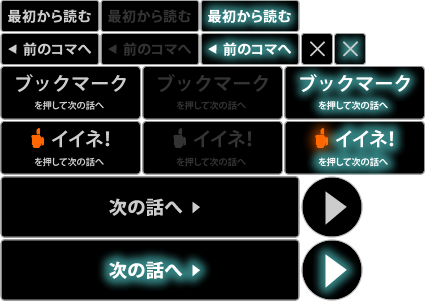 最初から読む 最初から読む 最初から読む
前のコマへ 前のコマへ 前のコマへ
ブックマーク ブックマーク ブックマーク
を押して次の話へ を押して次の話へ を押して次の話へ
イイネ! イイネ! イイネ!
を押して次の話へ を押して次の話へ を押して次の話へ
次の話へ
次の話へ